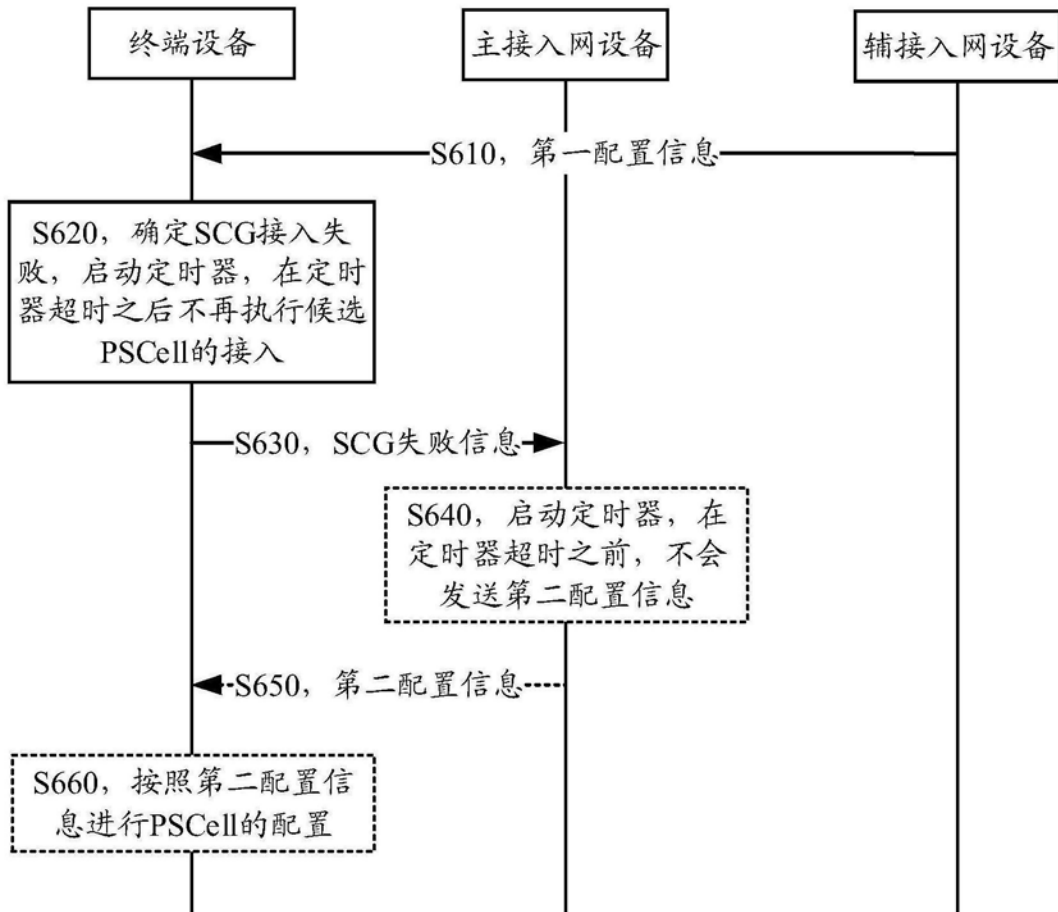 终端设备
主接入网设备
辅接入网设备
S610，第一配置信息
S620，确定SCG接入失
败，启动定时器，在定时
器超时之后不再执行候选
PSCell的接入
S630，SCG失败信息
S640，启动定时器，在
定时器超时之前，不会
发送第二配置信息
S650，第二配置信息
S660，按照第二配置信
息进行PSCell的配置